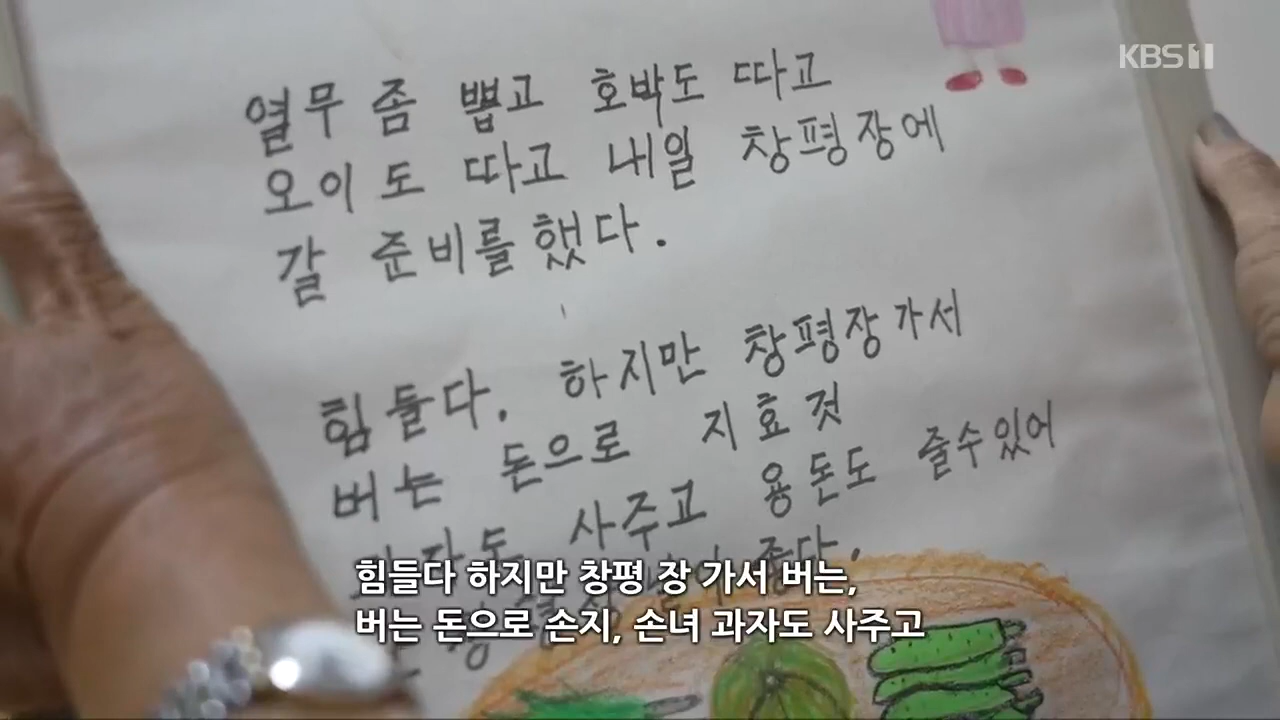 KBS1
열무 좀 뽑고 호박도 따고
오이도 따고 내일 창평장에
갈 준비를 했다.
힘들다. 하지만 창평장 가서
버는 돈으로 지효것
사주고 용돈도 줄수있어
좋다.
힘들다 하지만 창평 장 가서 버는,
버는 돈으로 손지, 손녀 과자도 사주고